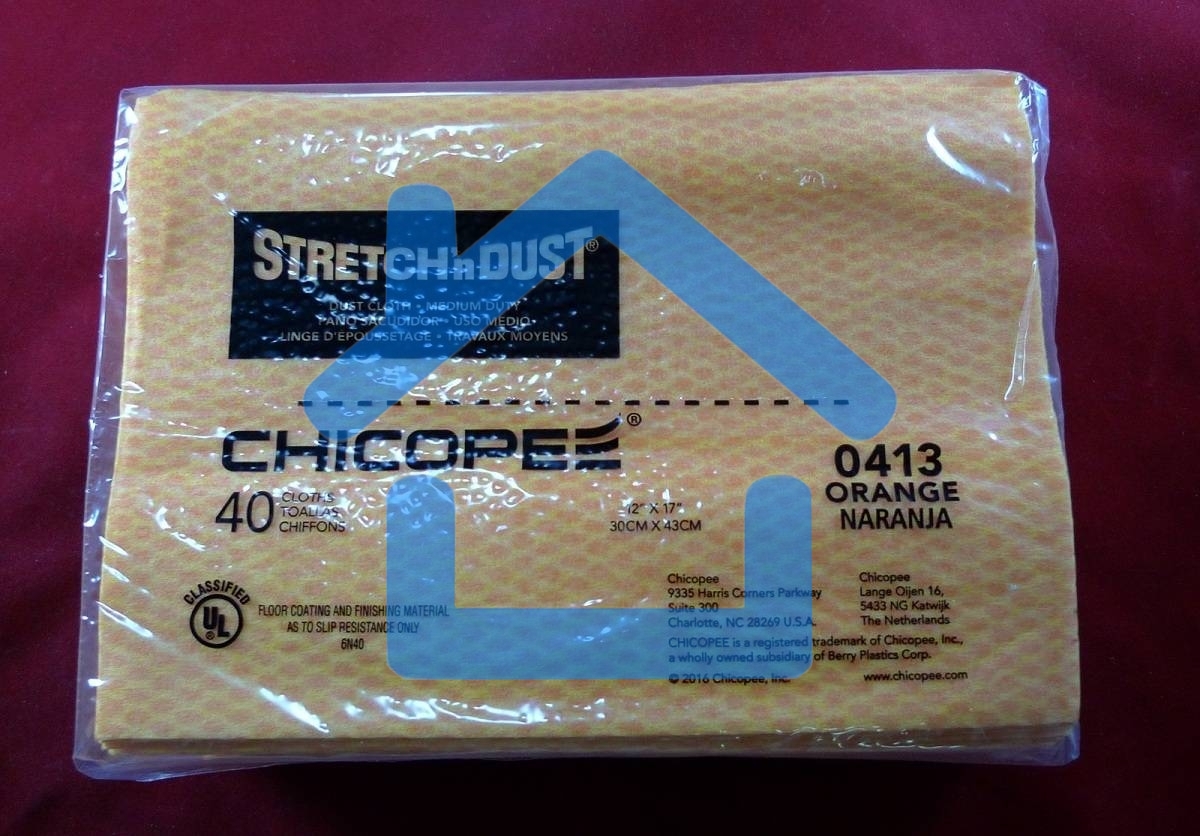 STRETCH'nDUST®
DUST CLOTH • MEDIUM DUTY
PAÑO SACUDIDOR • USO MEDIO
LINGE D'EPOUSSETAGE • TRAVAUX MOYENS
CHICOPEE®
40 CLOTHS
TOALLAS
CHIFFONS
12" X 17"
30CM X 43CM
0413
ORANGE
NARANJA
CLASSIFIED
UL®
FLOOR COATING AND FINISHING MATERIAL
AS TO SLIP RESISTANCE ONLY
6N40
Chicopee
9335 Harris Corners Parkway
Suite 300
Charlotte, NC 28269 U.S.A.
Chicopee
Lange Oijen 16,
5433 NG Katwijk
The Netherlands
CHICOPEE is a registered trademark of Chicopee, Inc.,
a wholly owned subsidiary of Berry Plastics Corp.
© 2016 Chicopee, Inc.
www.chicopee.com